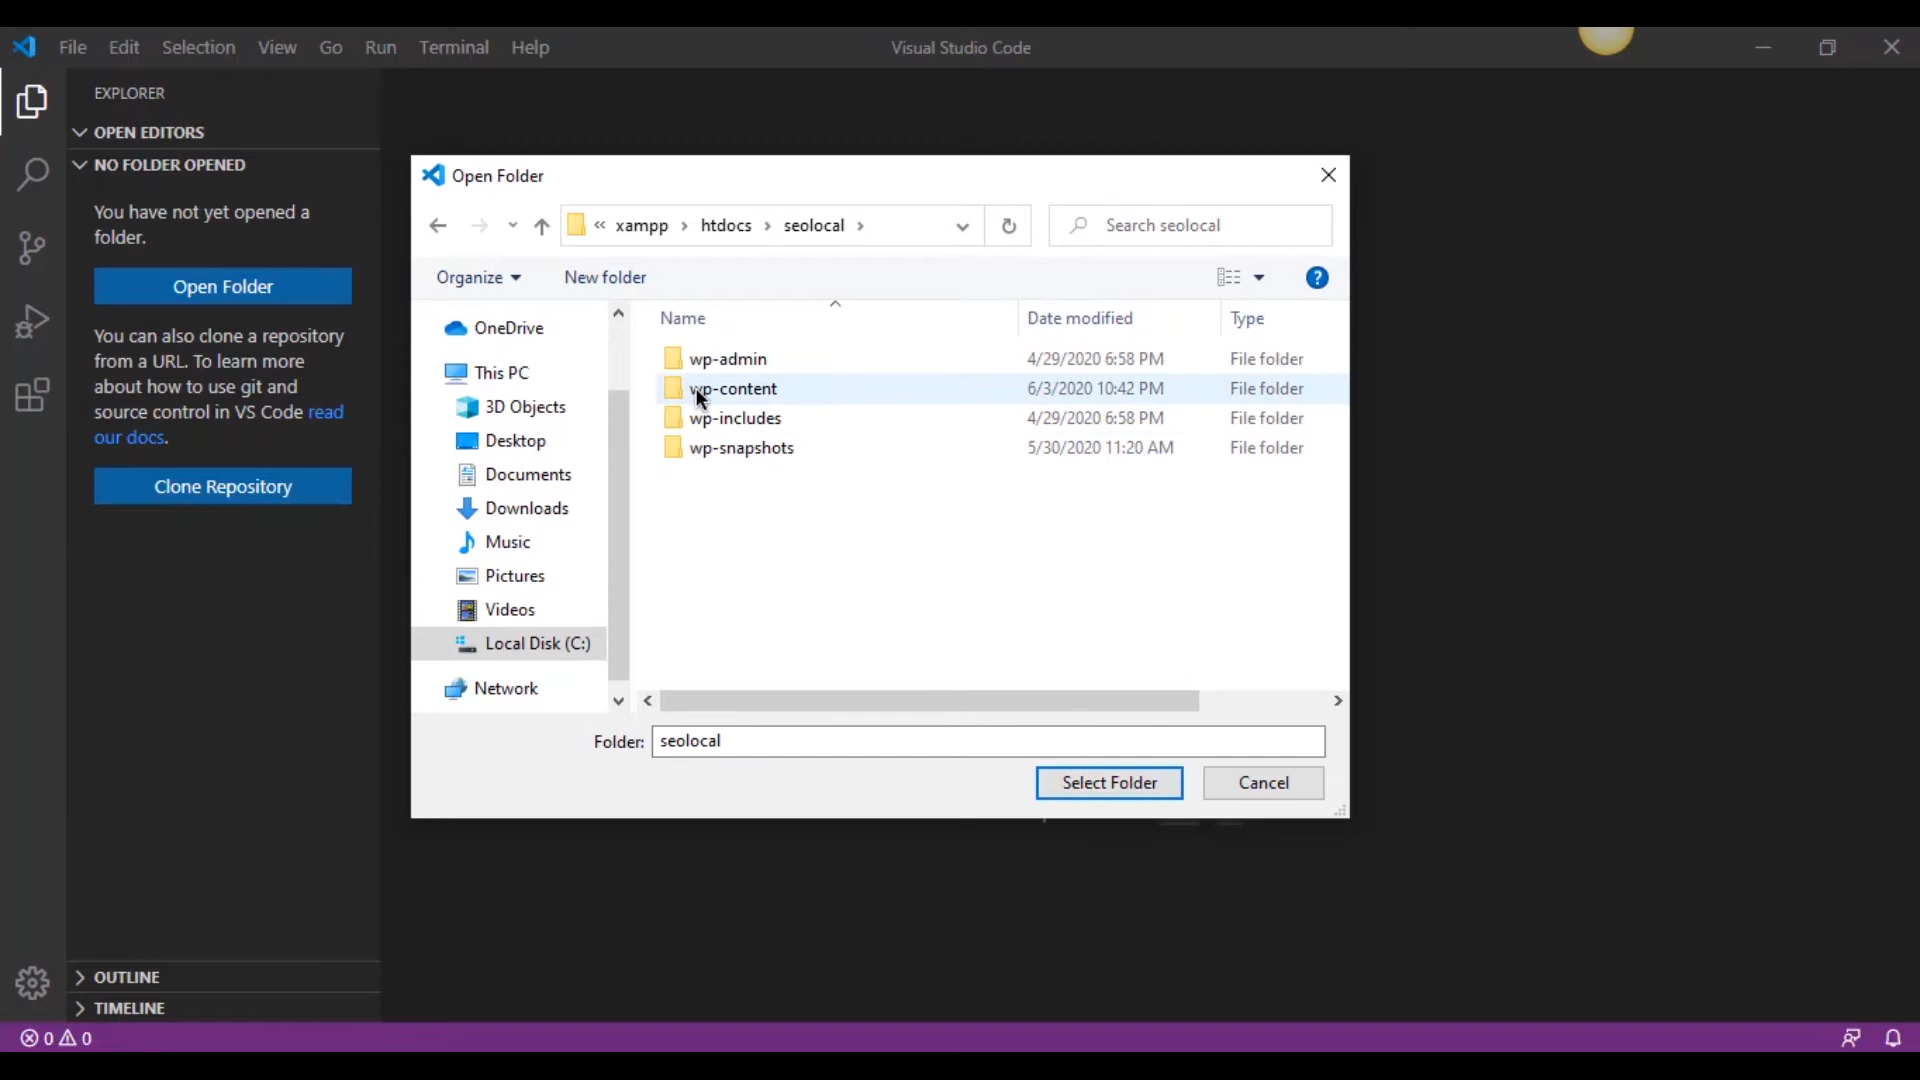 File Edit Selection View Go Run Terminal Help Visual Studio Code
EXPLORER
OPEN EDITORS
NO FOLDER OPENED
You have not yet opened a
folder.
Open Folder
You can also clone a repository
from a URL. To learn more
about how to use git and
source control in VS Code read
our docs.
Clone Repository
OUTLINE
TIMELINE
Open Folder
« xampp > htdocs > seolocal >
Search seolocal
Organize New folder
OneDrive
This PC
3D Objects
Desktop
Documents
Downloads
Music
Pictures
Videos
Local Disk (C:)
Network
Name Date modified Type
wp-admin 4/29/2020 6:58 PM File folder
wp-content 6/3/2020 10:42 PM File folder
wp-includes 4/29/2020 6:58 PM File folder
wp-snapshots 5/30/2020 11:20 AM File folder
Folder: seolocal
Select Folder Cancel
0 0